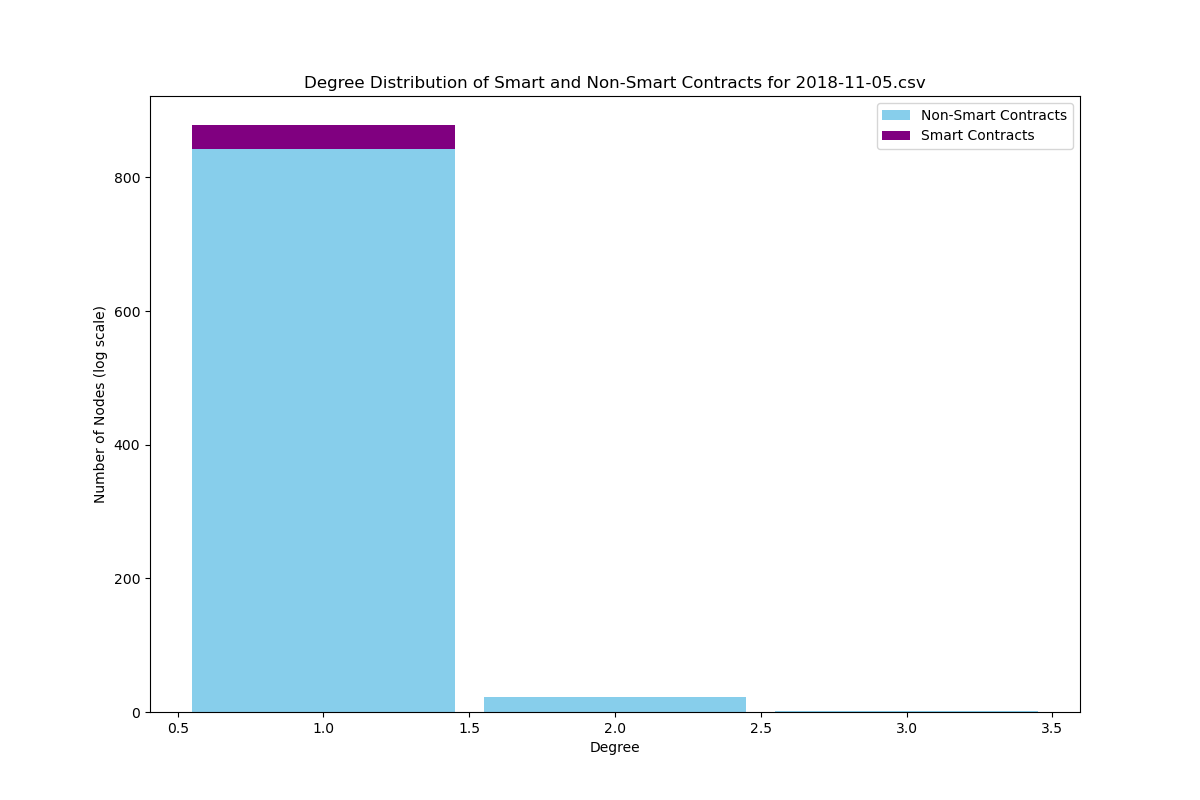 Degree Distribution of Smart and Non-Smart Contracts for 2018-11-05.csv
Non-Smart Contracts
Smart Contracts
Number of Nodes (log scale)
800
600
400
200
0
0.5 1.0 1.5 2.0 2.5 3.0 3.5
Degree